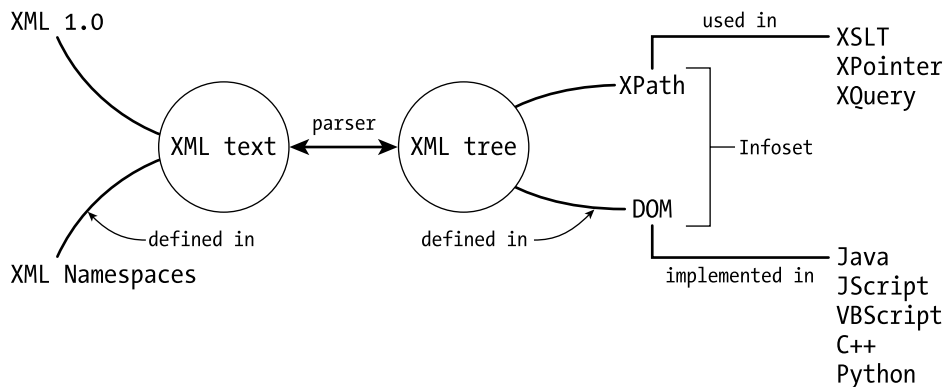 XML 1.0
XML text
parser
XML tree
defined in
XML Namespaces
defined in
XPath
DOM
used in
XSLT
XPointer
XQuery
Infoset
implemented in
Java
JScript
VBScript
C++
Python